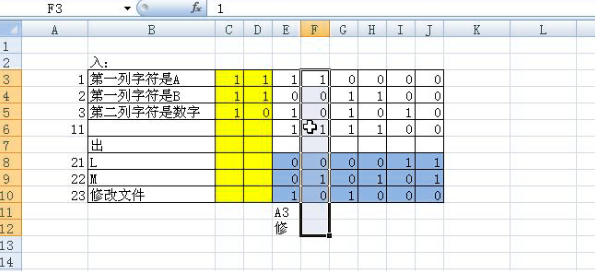 F3 fx 1
A B C D E F G H I J K L
1
2 入:
3 1 第一列字符是A 1 1 1 1 0 0 0 0
4 2 第一列字符是B 1 1 0 0 1 1 0 0
5 3 第二列字符是数字 1 0 1 0 1 0 1 0
6 11 1 1 1 1 0 0
7 出
8 21 L 0 0 0 0 1 1
9 22 M 0 1 0 1 0 1
10 23 修改文件 1 0 1 0 0 0
11 A3
12 修
13
14